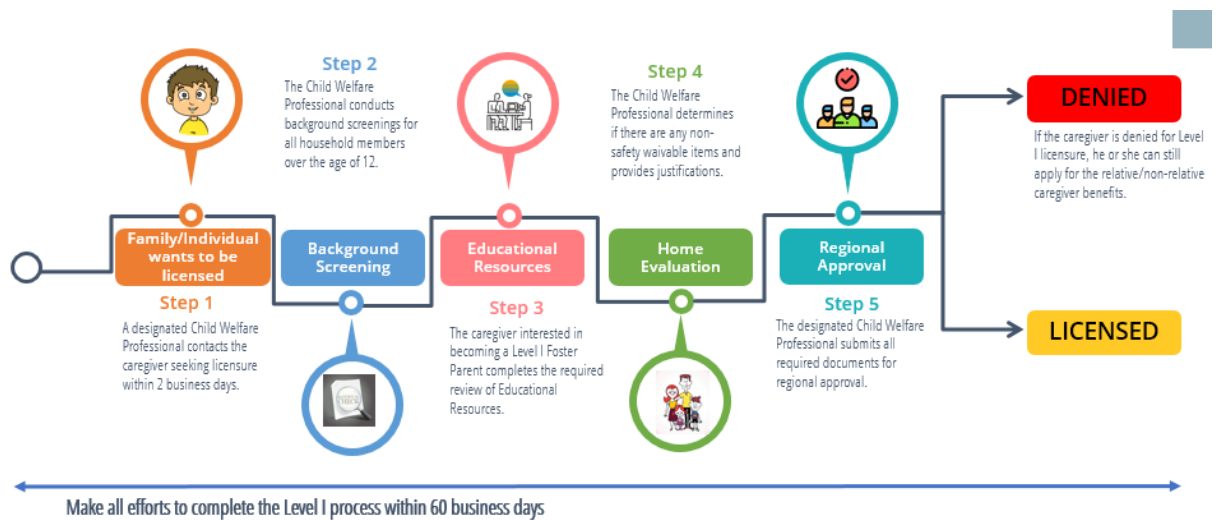 Family/Individual
wants to be
licensed
Step 1
A designated Child Welfare
Professional contacts the
caregiver seeking licensure
within 2 business days.
Step 2
The Child Welfare
Professional conducts
background screenings for
all household members
over the age of 12.
Background
Screening
CHECK
Educational
Resources
Step 3
The caregiver interested in
becoming a Level I Foster
Parent completes the required
review of Educational
Resources.
Step 4
The Child Welfare
Professional determines
if there are any non-
safety waivable items and
provides justifications.
Home
Evaluation
Regional
Approval
Step 5
The designated Child Welfare
Professional submits all
required documents for
regional approval.
DENIED
If the caregiver is denied for Level
I licensure, he or she can still
apply for the relative/non-relative
caregiver benefits.
LICENSED
Make all efforts to complete the Level I process within 60 business days